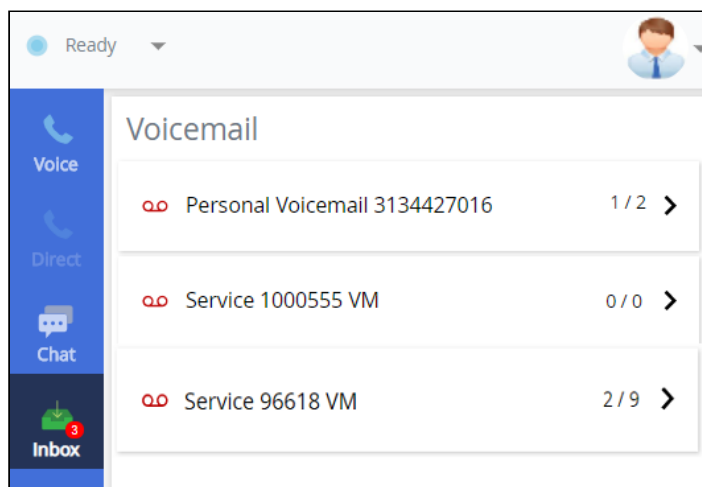 Ready
Voice
Direct
Chat
3
Inbox
Voicemail
Personal Voicemail 3134427016 1 / 2
Service 1000555 VM 0 / 0
Service 96618 VM 2 / 9